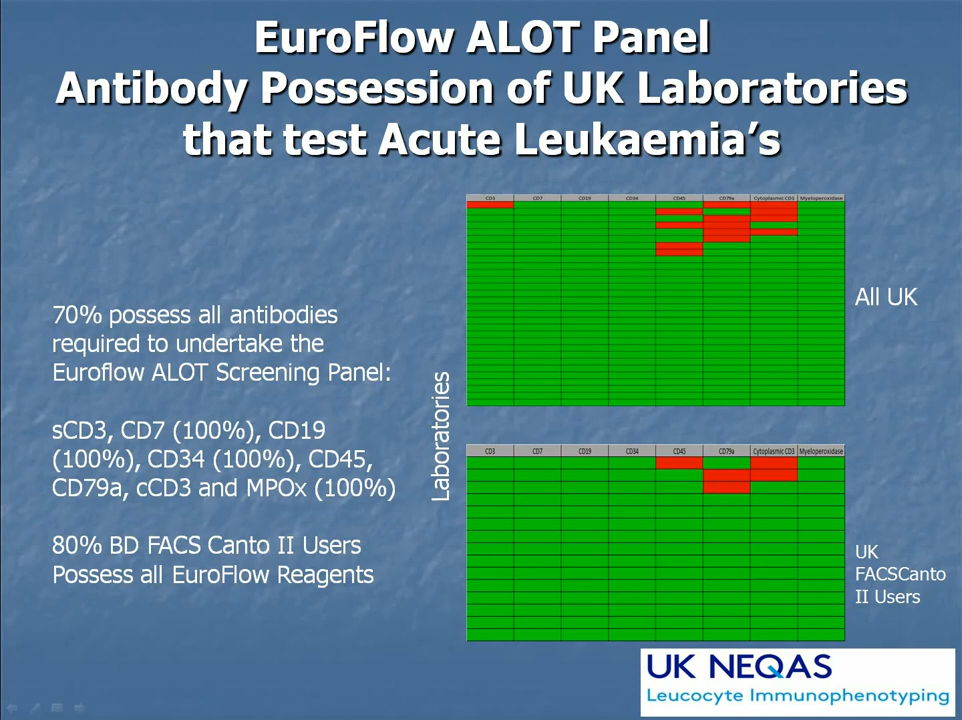 EuroFlow ALOT Panel
Antibody Possession of UK Laboratories
that test Acute Leukaemia's
70% possess all antibodies
required to undertake the
Euroflow ALOT Screening Panel:
sCD3, CD7 (100%), CD19
(100%), CD34 (100%), CD45,
CD79a, cCD3 and MPOx (100%)
80% BD FACS Canto II Users
Possess all EuroFlow Reagents
Laboratories
CD3 CD7 CD19 CD34 CD45 CD79a Cytoplasmic CD3 Myeloperoxidase
All UK
CD3 CD7 CD19 CD34 CD45 CD79a Cytoplasmic CD3 Myeloperoxidase
UK
FACSCanto
II Users
UK NEQAS
Leucocyte Immunophenotyping